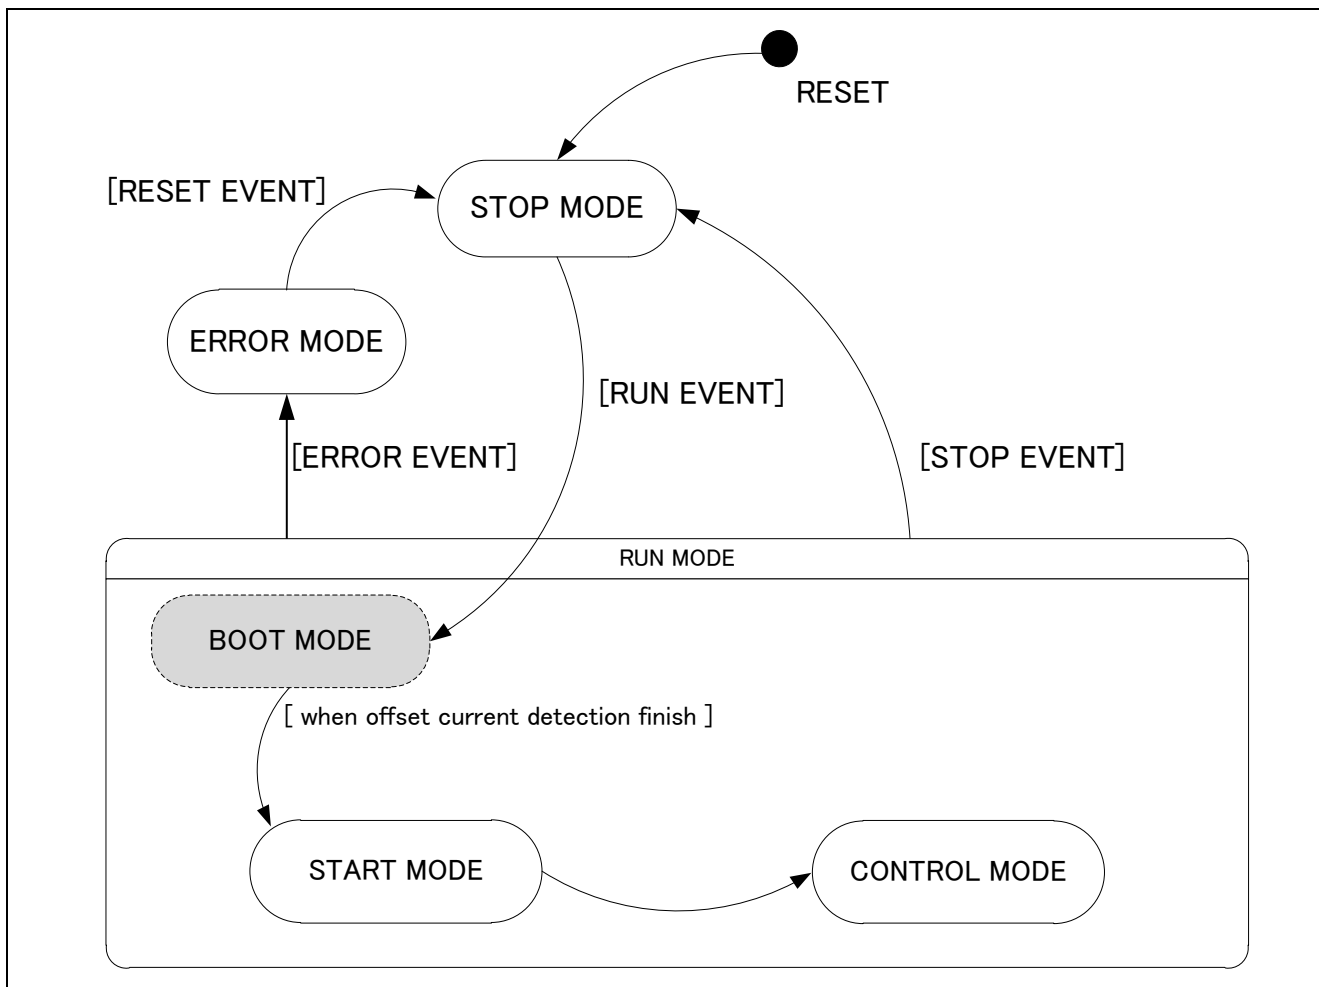 RESET
[RESET EVENT]
STOP MODE
ERROR MODE
[RUN EVENT]
[ERROR EVENT]
[STOP EVENT]
RUN MODE
BOOT MODE
[ when offset current detection finish ]
START MODE
CONTROL MODE